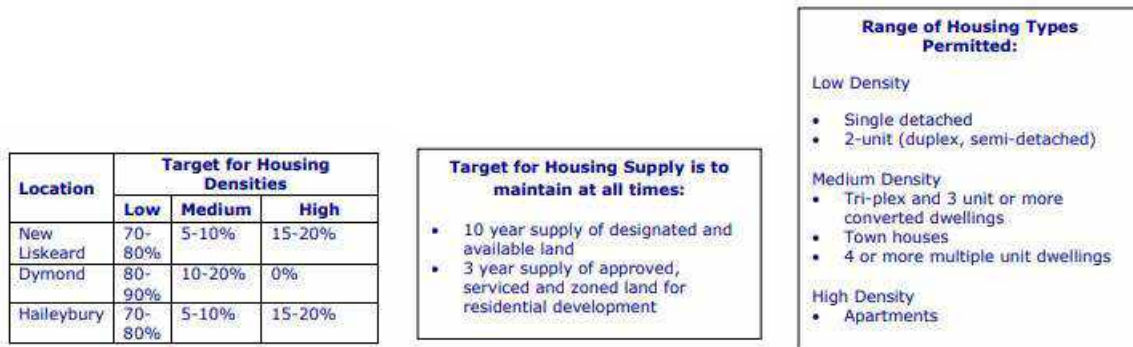 Location
Target for Housing
Densities
Low Medium High
New
Liskeard
70-
80%
5-10% 15-20%
Dymond 80-
90%
10-20% 0%
Haileybury 70-
80%
5-10% 15-20%
Target for Housing Supply is to
maintain at all times:
• 10 year supply of designated and
available land
• 3 year supply of approved,
serviced and zoned land for
residential development
Range of Housing Types
Permitted:
Low Density
• Single detached
• 2-unit (duplex, semi-detached)
Medium Density
• Tri-plex and 3 unit or more
converted dwellings
• Town houses
• 4 or more multiple unit dwellings
High Density
• Apartments